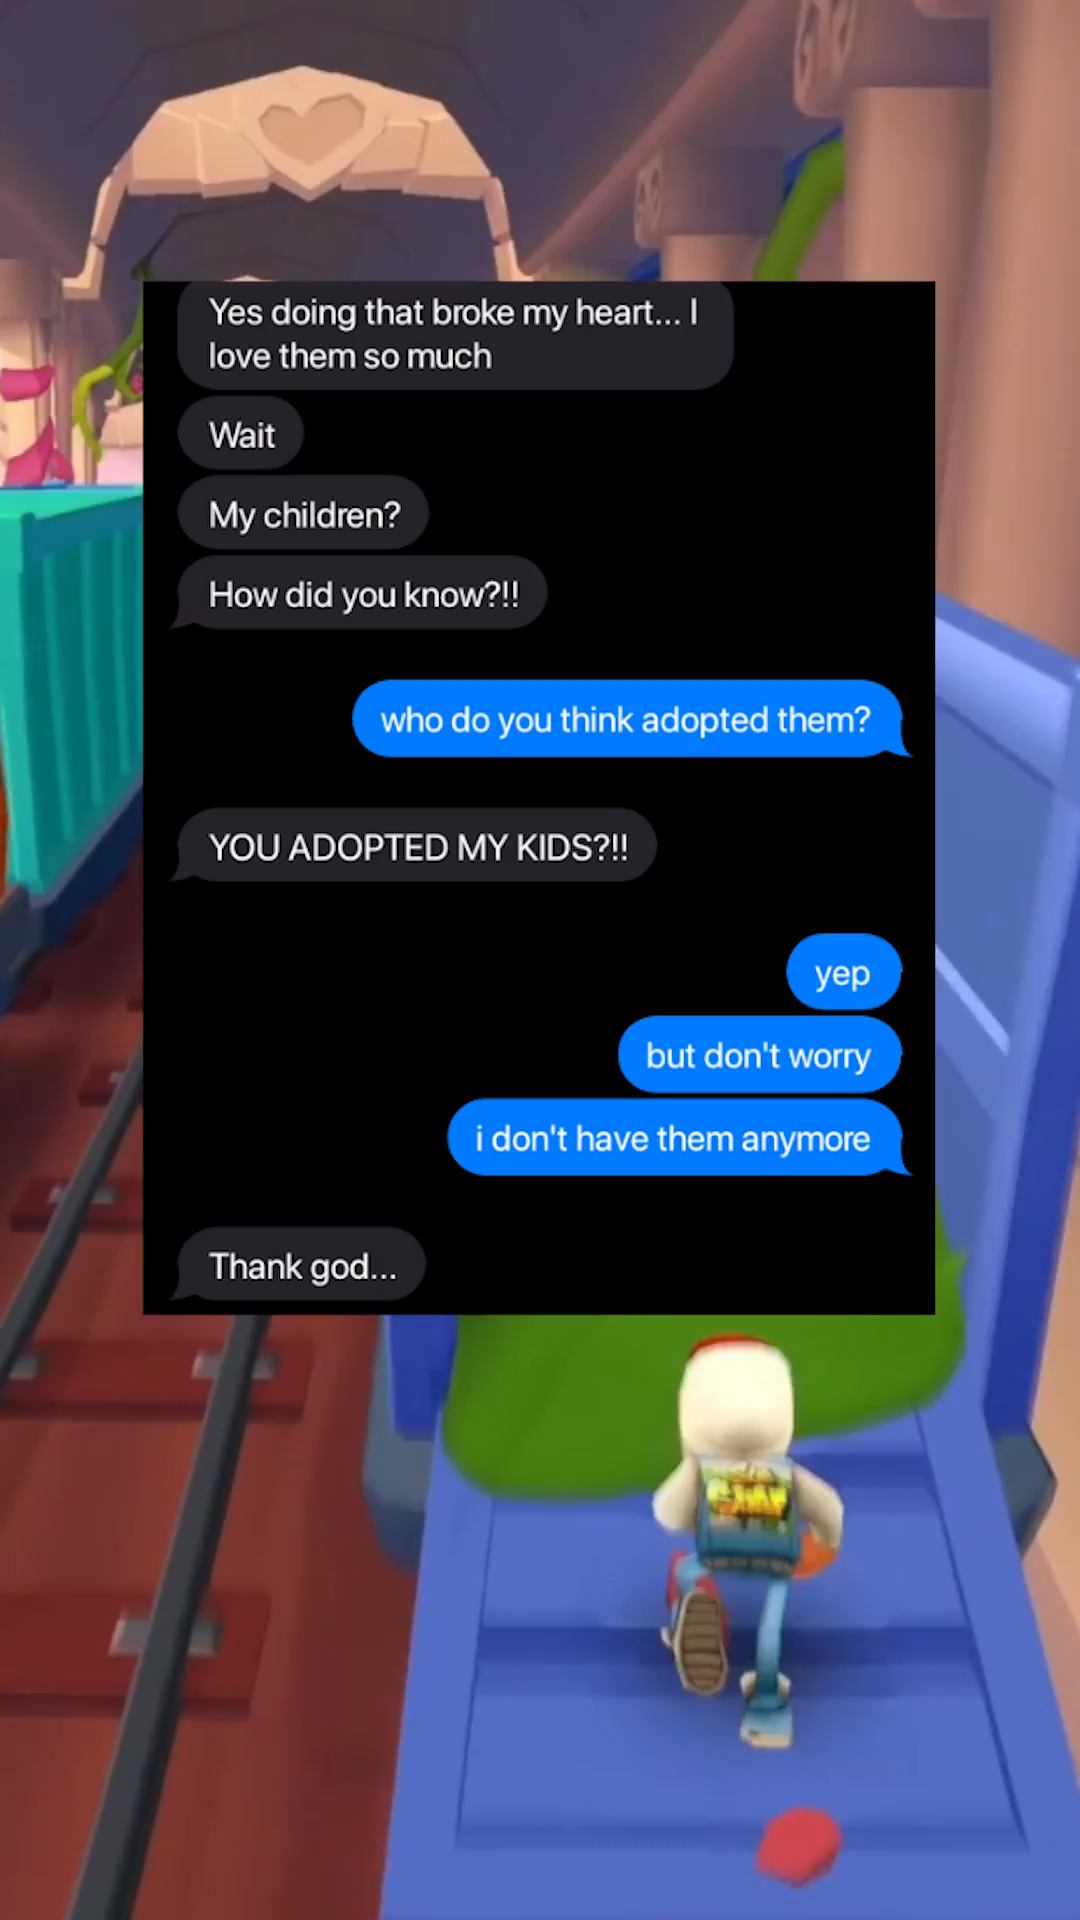 Yes doing that broke my heart... I
love them so much
Wait
My children?
How did you know?!!
who do you think adopted them?
YOU ADOPTED MY KIDS?!!
yep
but don't worry
i don't have them anymore
Thank god...